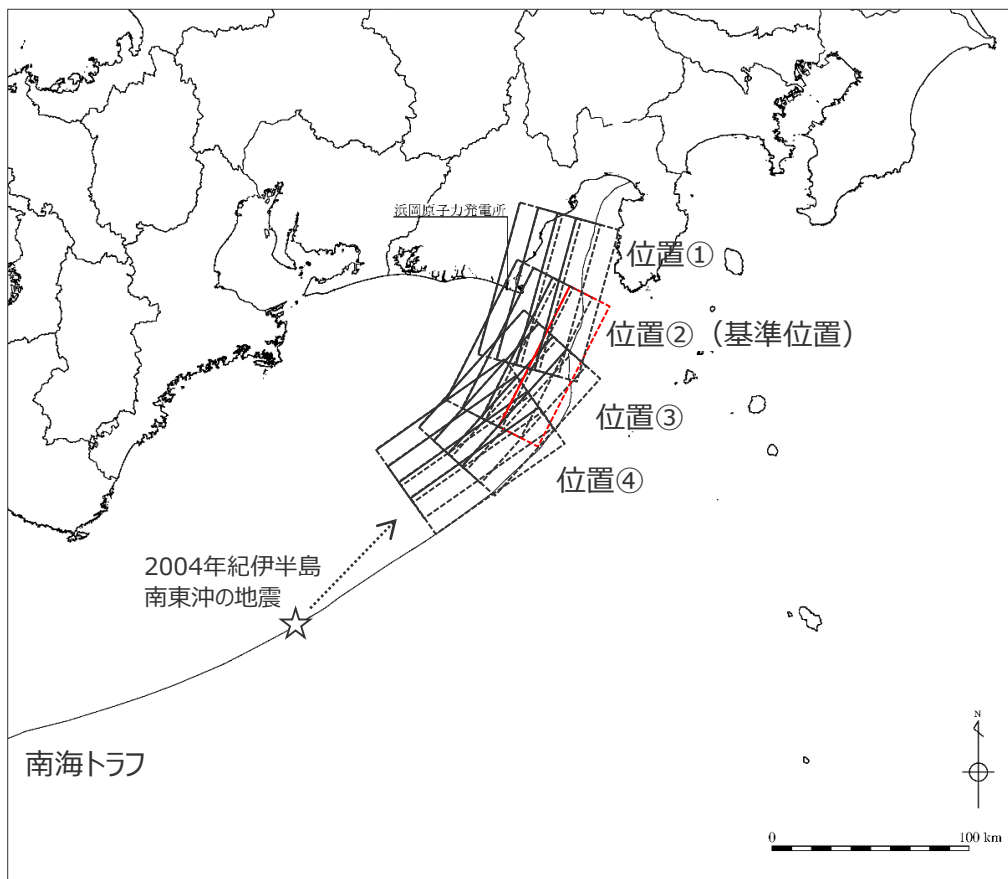 浜岡原子力発電所
位置①
位置②（基準位置）
位置③
位置④
2004年紀伊半島
南東沖の地震
南海トラフ
N
0 100 km